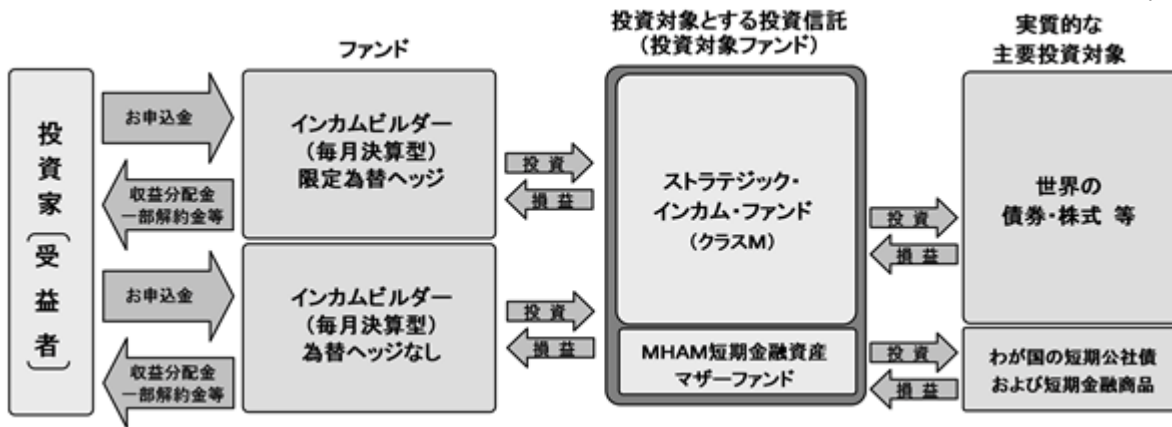 ファンド
投資対象とする投資信託
(投資対象ファンド)
実質的な
主要投資対象
投資家〔受益者〕
お申込金
収益分配金
一部解約金等
お申込金
収益分配金
一部解約金等
インカムビルダー
(毎月決算型)
限定為替ヘッジ
インカムビルダー
(毎月決算型)
為替ヘッジなし
投資
損益
投資
損益
ストラテジック・
インカム・ファンド
(クラスM)
MHAM短期金融資産
マザーファンド
投資
損益
投資
損益
世界の
債券・株式 等
わが国の短期公社債
および短期金融商品